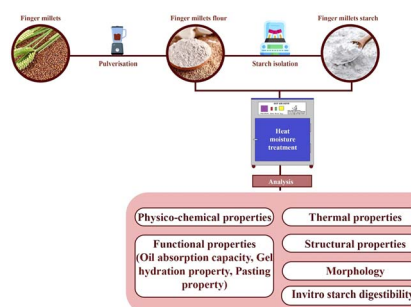 Finger millets
Finger millets flour
Finger millets starch
Pulverisation
Starch isolation
Heat
moisture
treatment
Analysis
Physico-chemical properties
Thermal properties
Functional properties
(Oil absorption capacity, Gel
hydration property, Pasting
property)
Structural properties
Morphology
Invitro starch digestibility